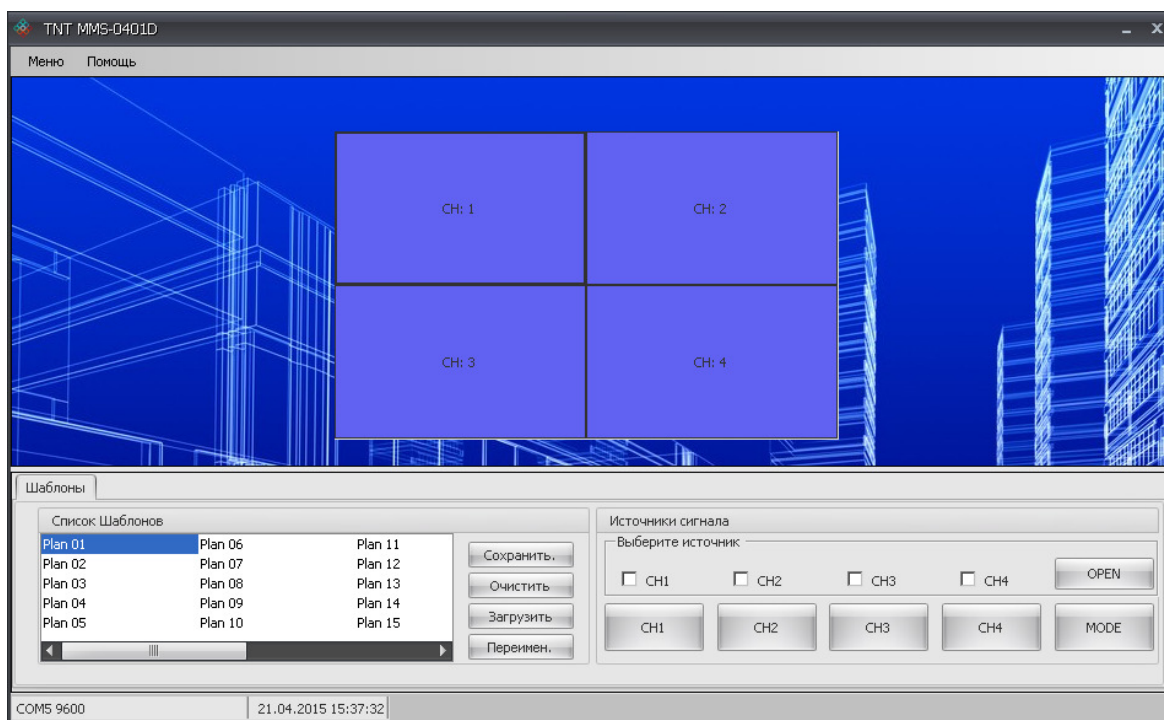 TNT MMS-0401D
Меню Помощь
CH: 1 CH: 2
CH: 3 CH: 4
Шаблоны
Список Шаблонов
Plan 01 Plan 06 Plan 11
Plan 02 Plan 07 Plan 12
Plan 03 Plan 08 Plan 13
Plan 04 Plan 09 Plan 14
Plan 05 Plan 10 Plan 15
Сохранить.
Очистить
Загрузить
Переимен.
Источники сигнала
Выберите источник
CH1 CH2 CH3 CH4 OPEN
CH1 CH2 CH3 CH4 MODE
COM5 9600 21.04.2015 15:37:32